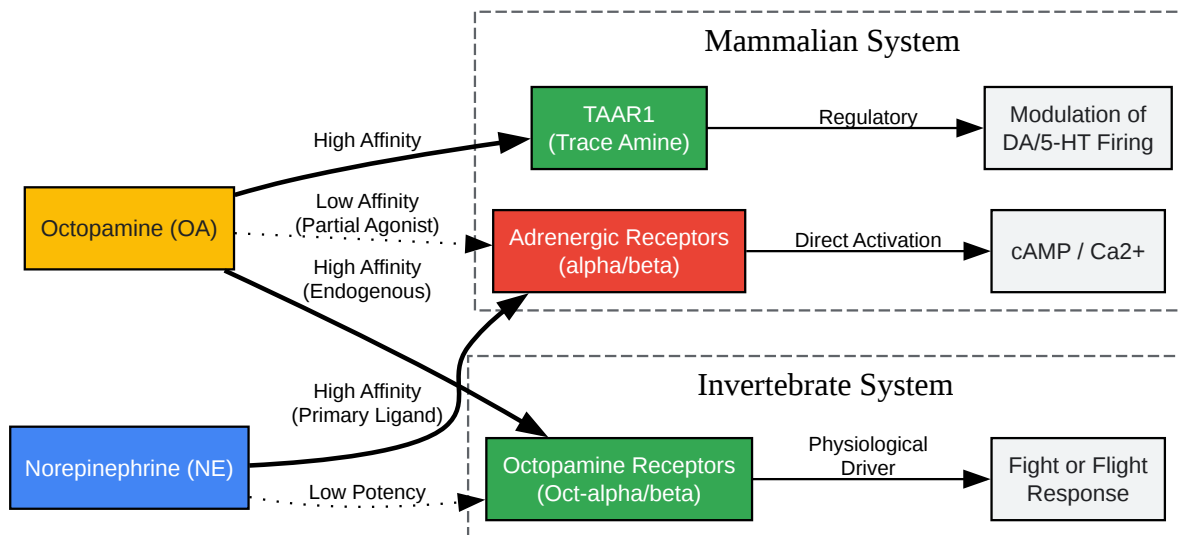 Mammalian System
TAAR1
(Trace Amine)
Regulatory
Modulation of
DA/5-HT Firing
High Affinity
Octopamine (OA)
Low Affinity
(Partial Agonist)
Adrenergic Receptors
(alpha/beta)
Direct Activation
cAMP / Ca2+
High Affinity
(Endogenous)
Invertebrate System
High Affinity
(Primary Ligand)
Norepinephrine (NE)
Low Potency
Octopamine Receptors
(Oct-alpha/beta)
Physiological
Driver
Fight or Flight
Response